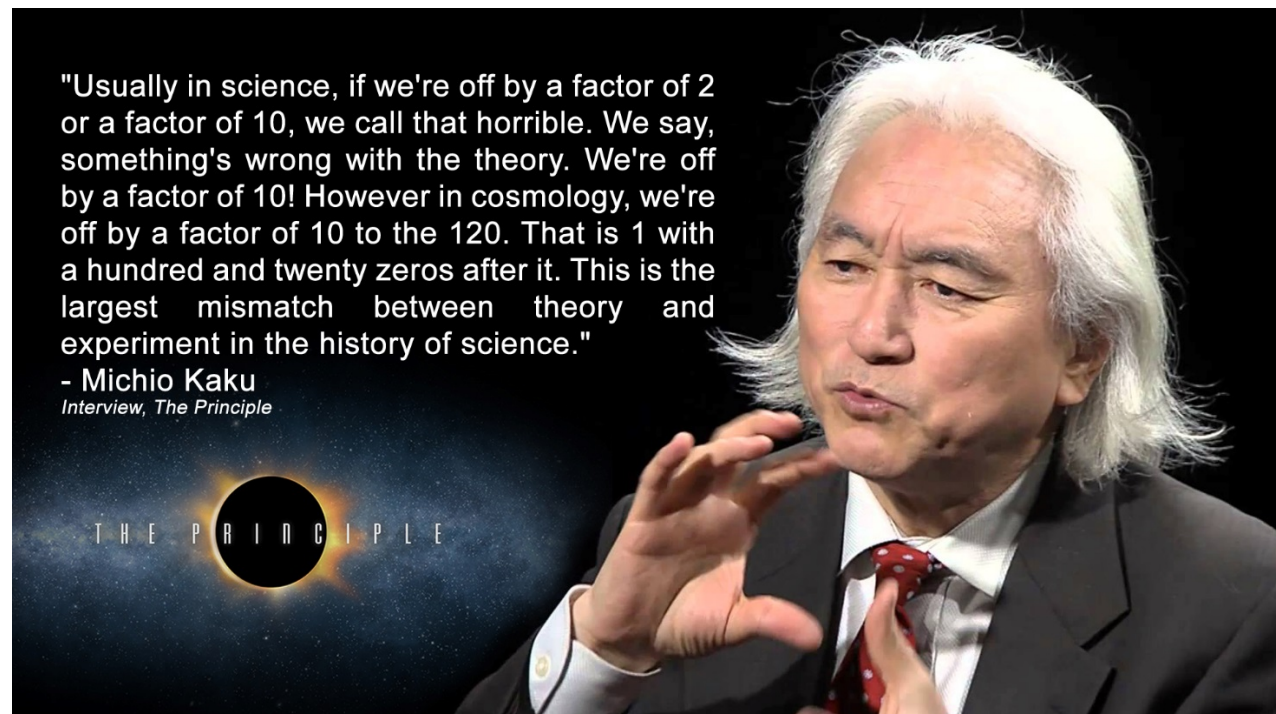 "Usually in science, if we're off by a factor of 2
or a factor of 10, we call that horrible. We say,
something's wrong with the theory. We're off
by a factor of 10! However in cosmology, we're
off by a factor of 10 to the 120. That is 1 with
a hundred and twenty zeros after it. This is the
largest mismatch between theory and
experiment in the history of science."
- Michio Kaku
Interview, The Principle
THE PRINCIPLE